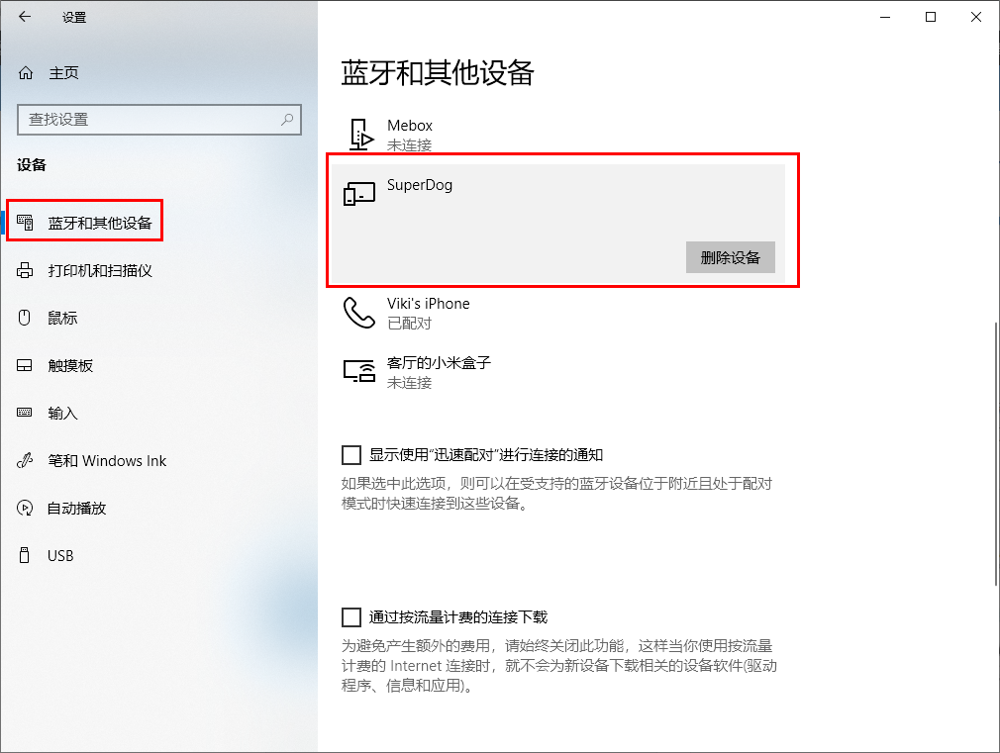 设置
主页
查找设置
设备
蓝牙和其他设备
打印机和扫描仪
鼠标
触摸板
输入
笔和 Windows Ink
自动播放
USB
蓝牙和其他设备
Mebox
未连接
SuperDog
删除设备
Viki's iPhone
已配对
客厅的小米盒子
未连接
显示使用“迅速配对”进行连接的通知
如果选中此选项，则可以在受支持的蓝牙设备位于附近且处于配对
模式时快速连接到这些设备。
通过按流量计费的连接下载
为避免产生额外的费用，请始终关闭此功能，这样当你使用按流量
计费的 Internet 连接时，就不会为新设备下载相关的设备软件(驱动
程序、信息和应用)。